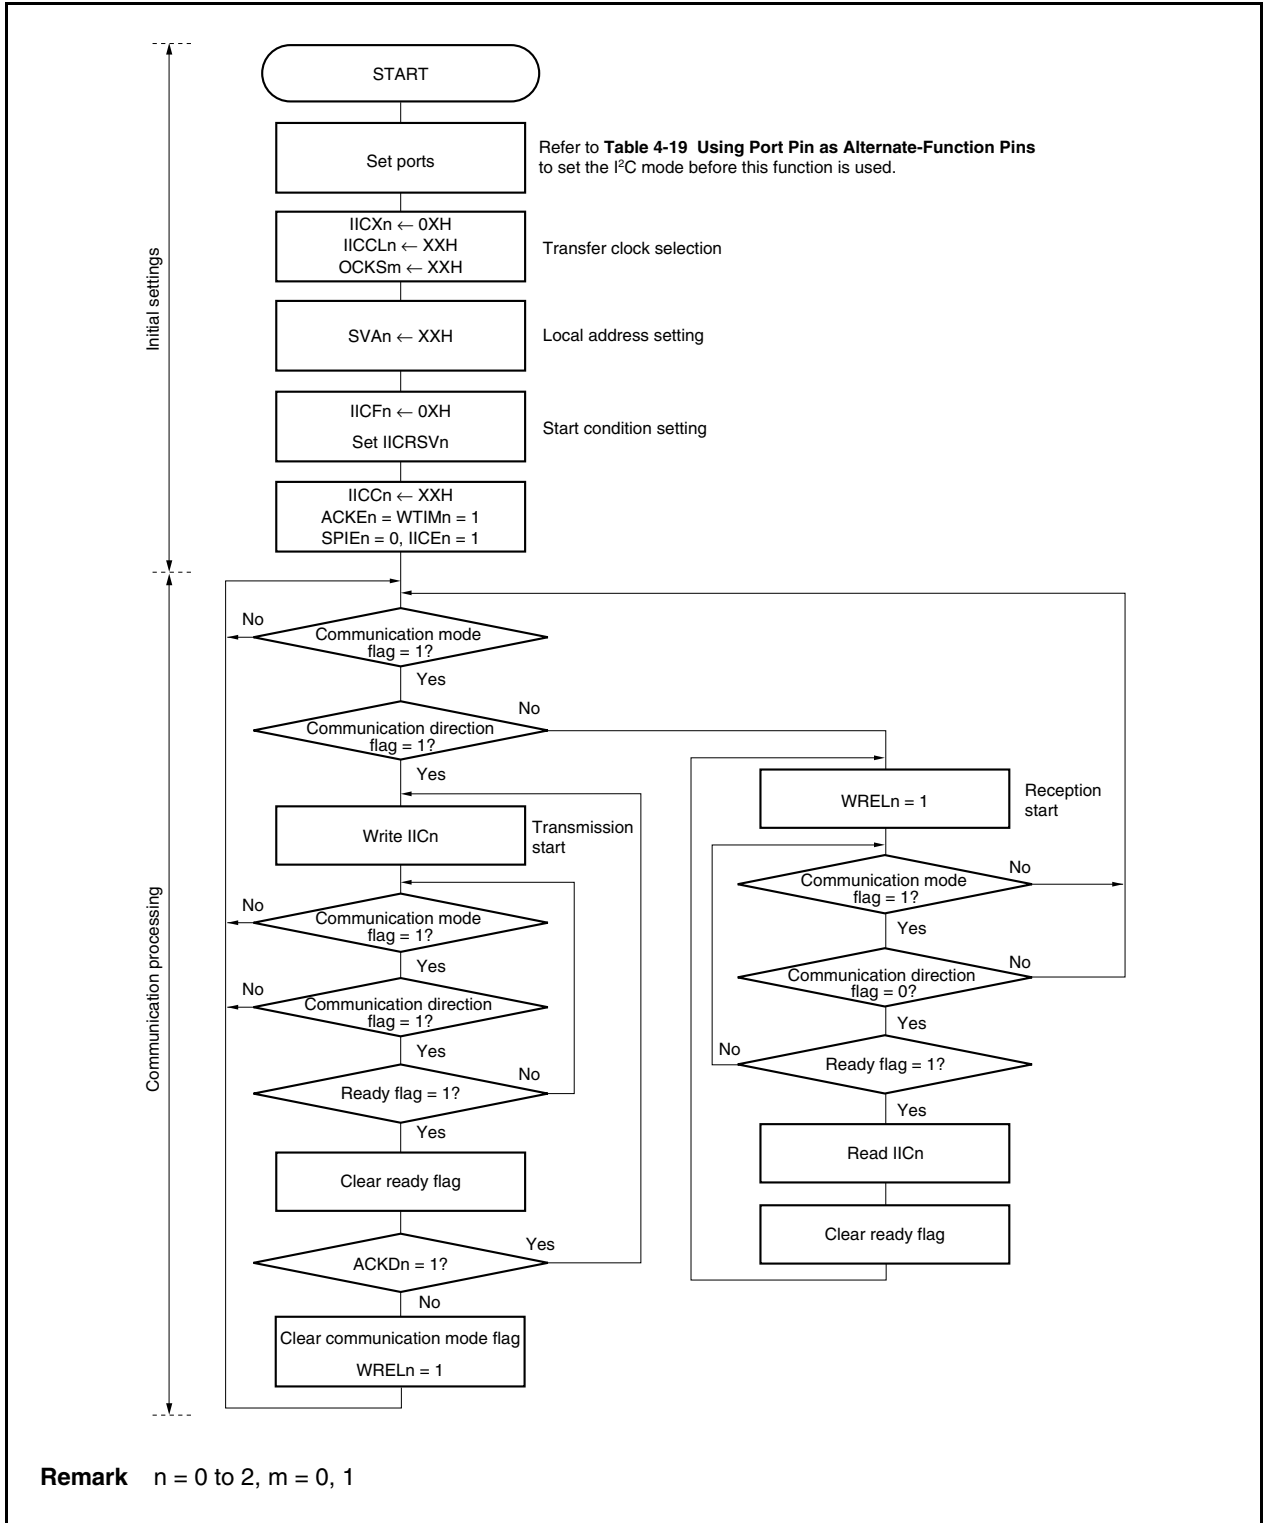 START
Set ports
Refer to Table 4-19 Using Port Pin as Alternate-Function Pins
to set the I²C mode before this function is used.
IICXn ← 0XH
IICCLn ← XXH
OCKSm ← XXH
Transfer clock selection
Initial settings
SVAn ← XXH
Local address setting
IICFn ← 0XH
Set IICRSVn
Start condition setting
IICCn ← XXH
ACKEn = WTIMn = 1
SPIEn = 0, IICEn = 1
No
Communication mode
flag = 1?
Yes
No
Communication direction
flag = 1?
Yes
Write IICn
Transmission
start
No
Communication mode
flag = 1?
Yes
No
Communication direction
flag = 1?
Yes
No
Ready flag = 1?
Yes
Clear ready flag
Yes
ACKDn = 1?
No
Clear communication mode flag
WRELn = 1
Communication processing
WRELn = 1
Reception
start
No
Communication mode
flag = 1?
Yes
No
Communication direction
flag = 0?
Yes
No
Ready flag = 1?
Yes
Read IICn
Clear ready flag
Remark n = 0 to 2, m = 0, 1